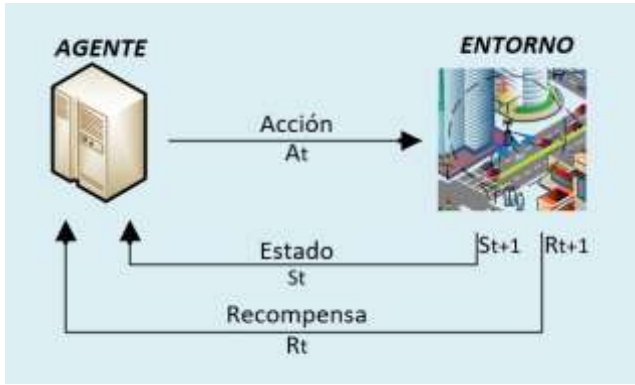 AGENTE
ENTORNO
Acción
At
Estado
St
St+1
Rt+1
Recompensa
Rt